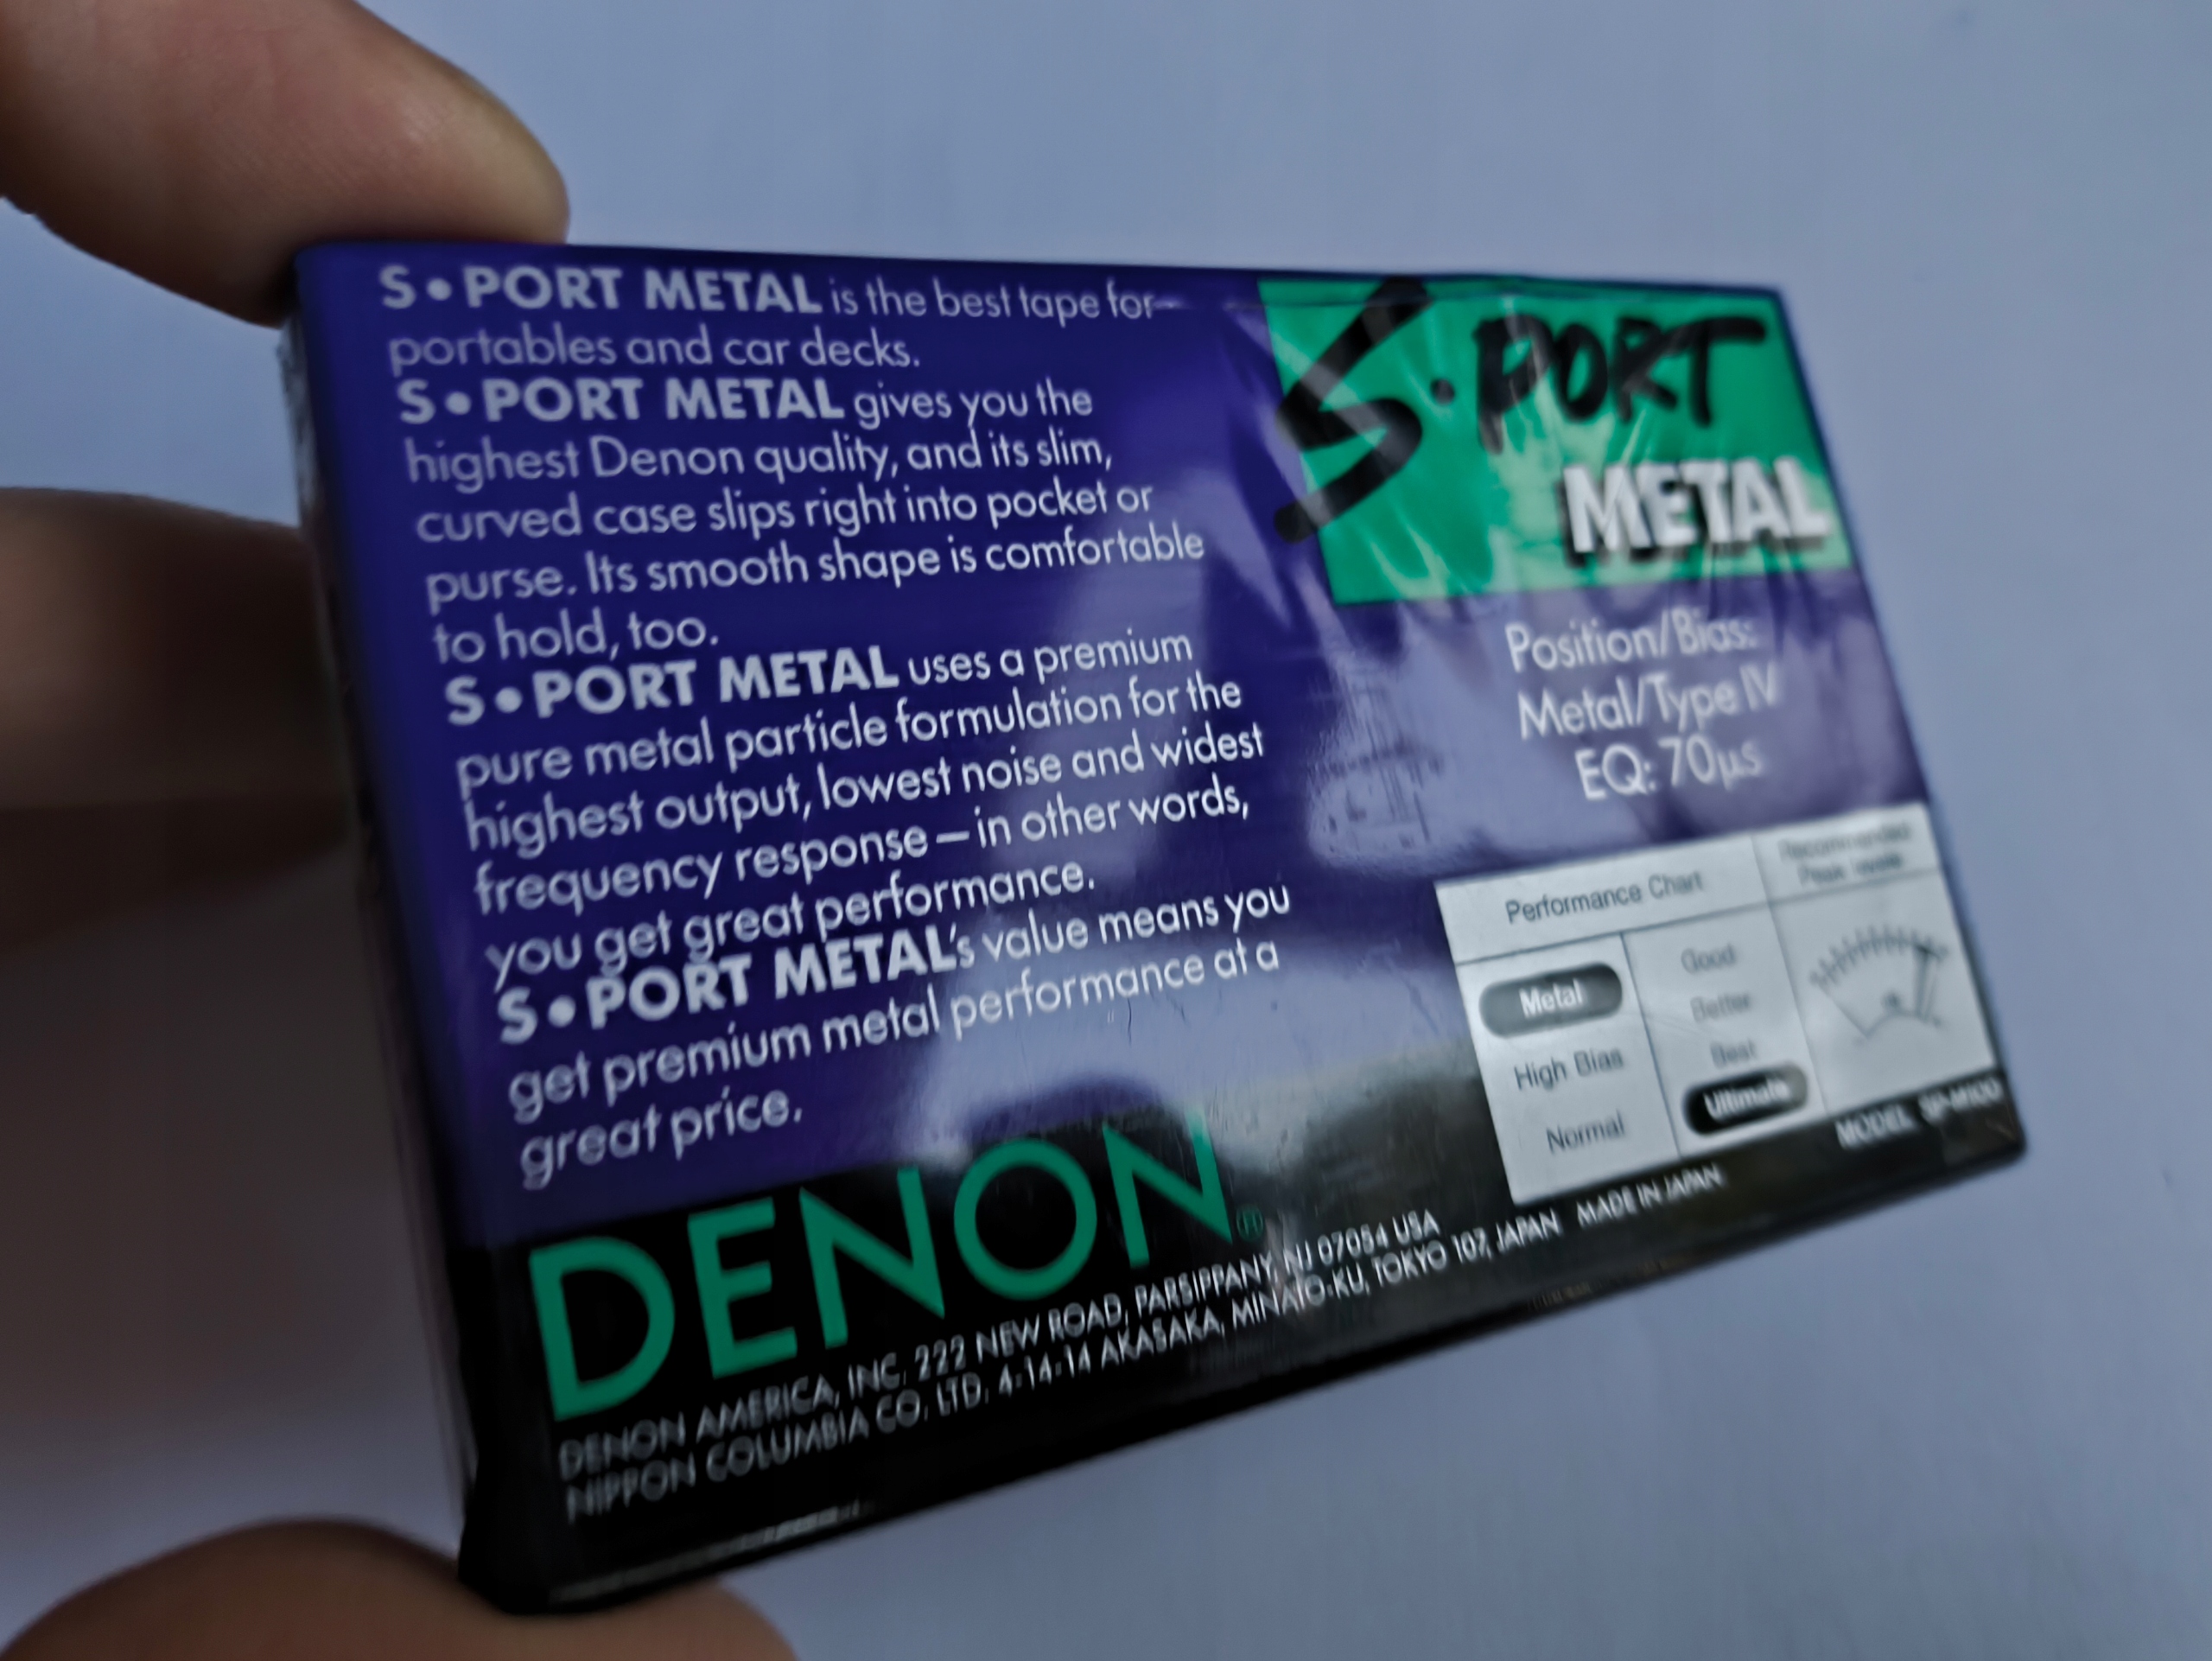 S•PORT METAL is the best tape for
portables and car decks.
S•PORT METAL gives you the
highest Denon quality, and its slim,
curved case slips right into pocket or
purse. Its smooth shape is comfortable
to hold, too.
S•PORT METAL uses a premium
pure metal particle formulation for the
highest output, lowest noise and widest
frequency response — in other words,
you get great performance.
S•PORT METAL's value means you
get premium metal performance at a
great price.
S•PORT
METAL
Position/Bias:
Metal/Type IV
EQ: 70µs
Performance Chart
Recommended
Peak
Metal
High Bias
Normal
Good
Better
Best
Ultimate
MODEL
DENON®
DENON AMERICA, INC. 222 NEW ROAD, PARSIPPANY, NJ 07054 USA
NIPPON COLUMBIA CO. LTD. 4-14-14 AKASAKA, MINATO-KU, TOKYO 107, JAPAN MADE IN JAPAN